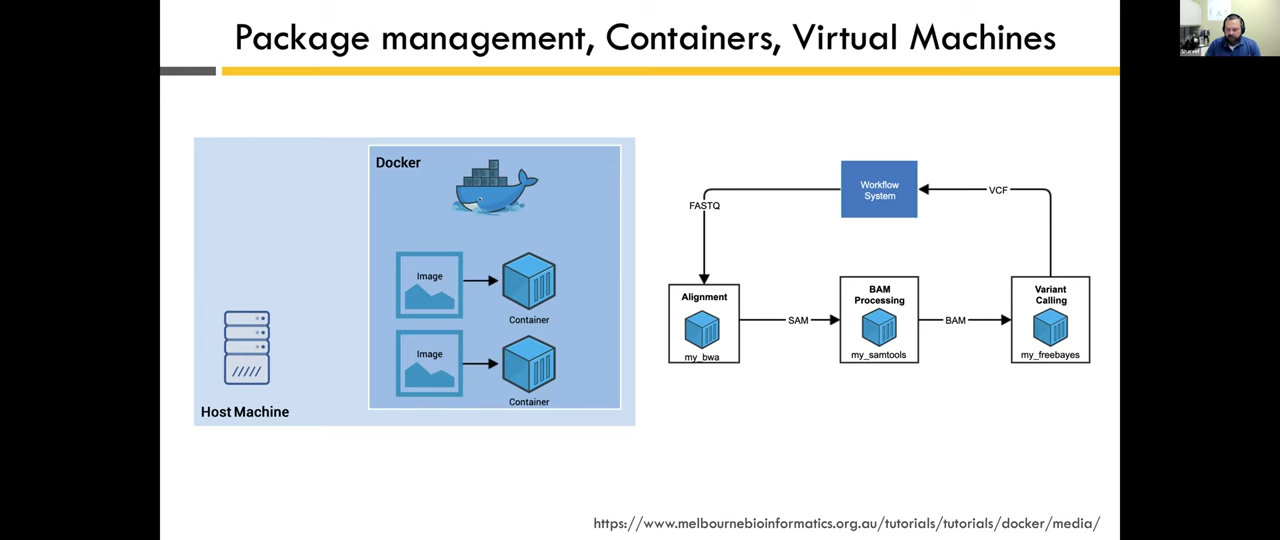 Package management, Containers, Virtual Machines
Docker
Image
Container
Image
Container
Host Machine
Workflow
System
FASTQ
VCF
Alignment
my_bwa
SAM
BAM
Processing
my_samtools
BAM
Variant
Calling
my_freebayes
https://www.melbournebioinformatics.org.au/tutorials/tutorials/docker/media/